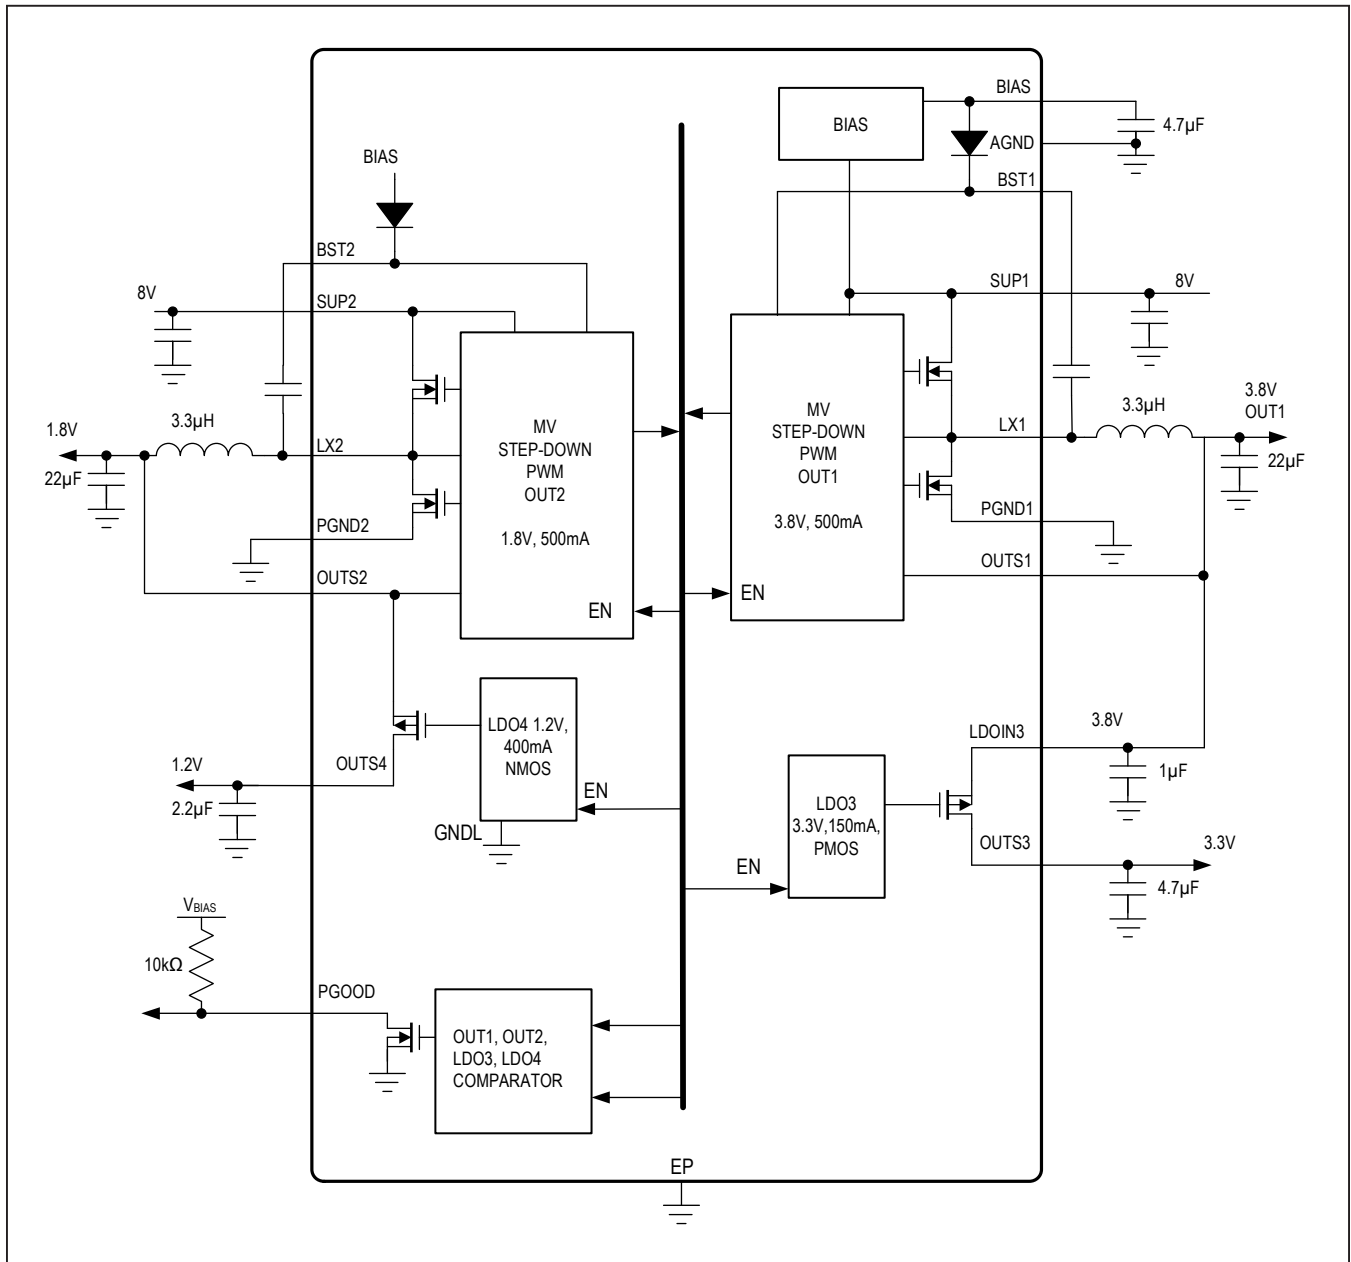 BIAS
BIAS
4.7µF
AGND
BIAS
BST1
BST2
8V
SUP2
SUP1
8V
3.3µH
1.8V
LX2
22µF
MV
STEP-DOWN
PWM
OUT2
1.8V, 500mA
EN
PGND2
OUTS2
MV
STEP-DOWN
PWM
OUT1
3.8V, 500mA
EN
LX1
3.3µH
3.8V
OUT1
22µF
PGND1
OUTS1
LDO4 1.2V,
400mA
NMOS
EN
GNDL
OUTS4
1.2V
2.2µF
LDOIN3
3.8V
1µF
LDO3
3.3V,150mA,
PMOS
EN
OUTS3
3.3V
4.7µF
VBIAS
10kΩ
PGOOD
OUT1, OUT2,
LDO3, LDO4
COMPARATOR
EP